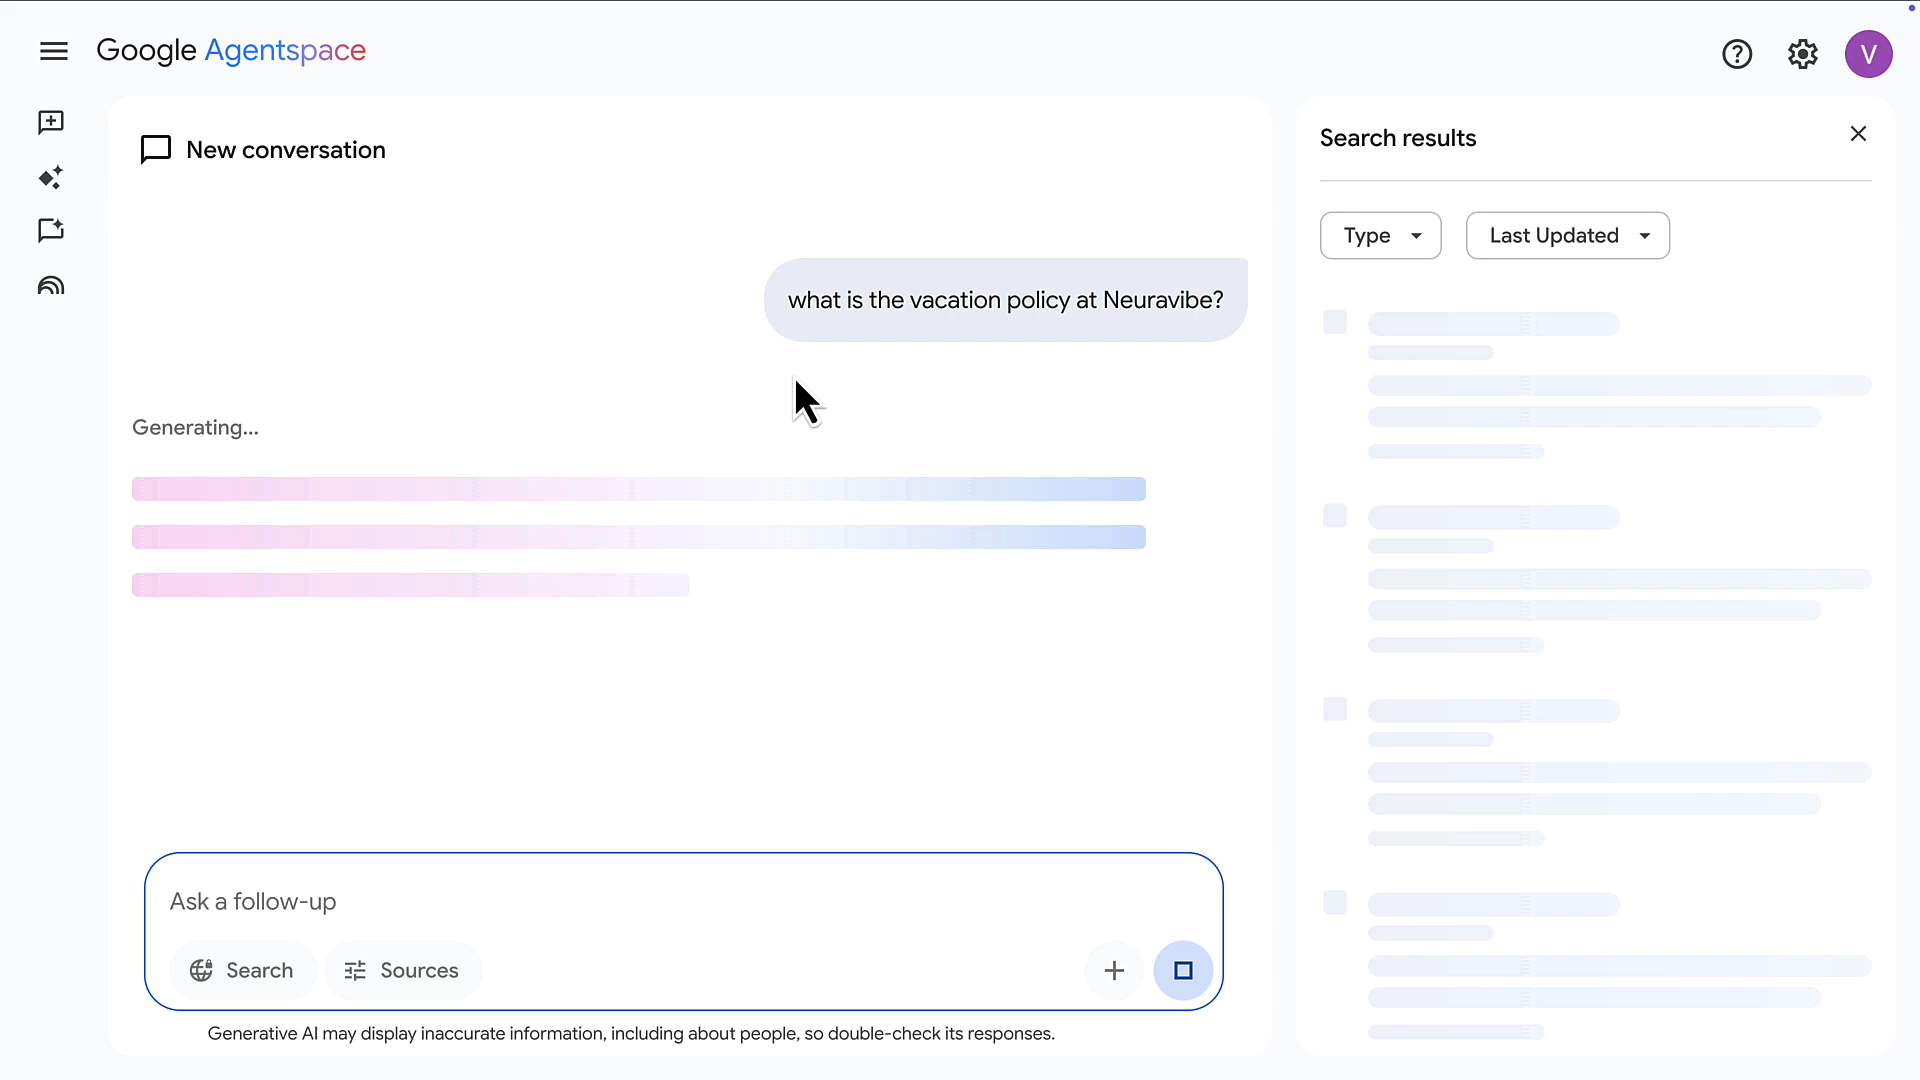 Google Agentspace
V
New conversation
what is the vacation policy at Neuravibe?
Generating...
Ask a follow-up
Search
Sources
Generative AI may display inaccurate information, including about people, so double-check its responses.
Search results
Type
Last Updated